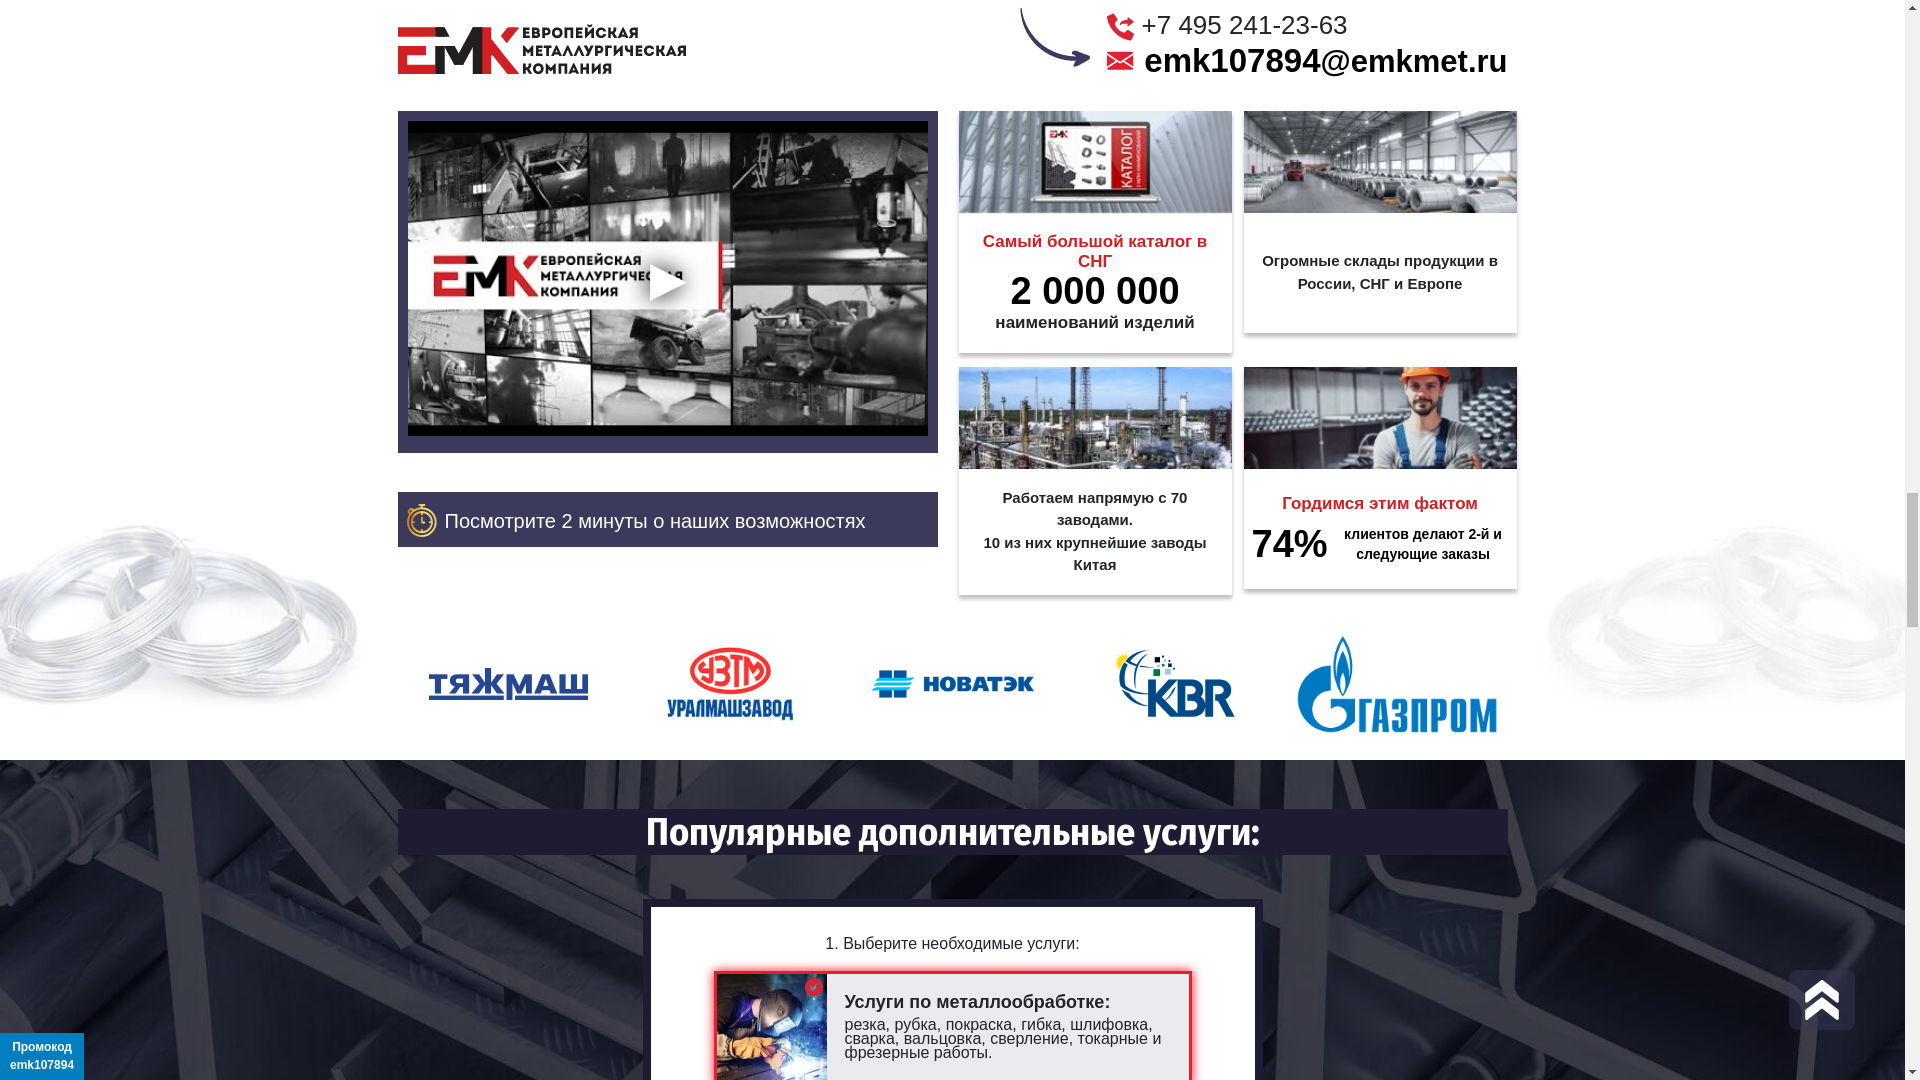 ЕМК ЕВРОПЕЙСКАЯ
МЕТАЛЛУРГИЧЕСКАЯ
КОМПАНИЯ
+7 495 241-23-63
emk107894@emkmet.ru
ЕМК ЕВРОПЕЙСКАЯ
МЕТАЛЛУРГИЧЕСКАЯ
КОМПАНИЯ
Посмотрите 2 минуты о наших возможностях
ЕМК
КАТАЛОГ
Самый большой каталог в
СНГ
2 000 000
наименований изделий
Огромные склады продукции в
России, СНГ и Европе
Работаем напрямую с 70
заводами.
10 из них крупнейшие заводы
Китая
Гордимся этим фактом
74%
клиентов делают 2-й и
следующие заказы
ТЯЖМАШ
УЗТМ
УРАЛМАШЗАВОД
НОВАТЭК
KBR
ГАЗПРОМ
Популярные дополнительные услуги:
1. Выберите необходимые услуги:
Услуги по металлообработке:
резка, рубка, покраска, гибка, шлифовка,
сварка, вальцовка, сверление, токарные и
фрезерные работы.
Промокод
emk107894